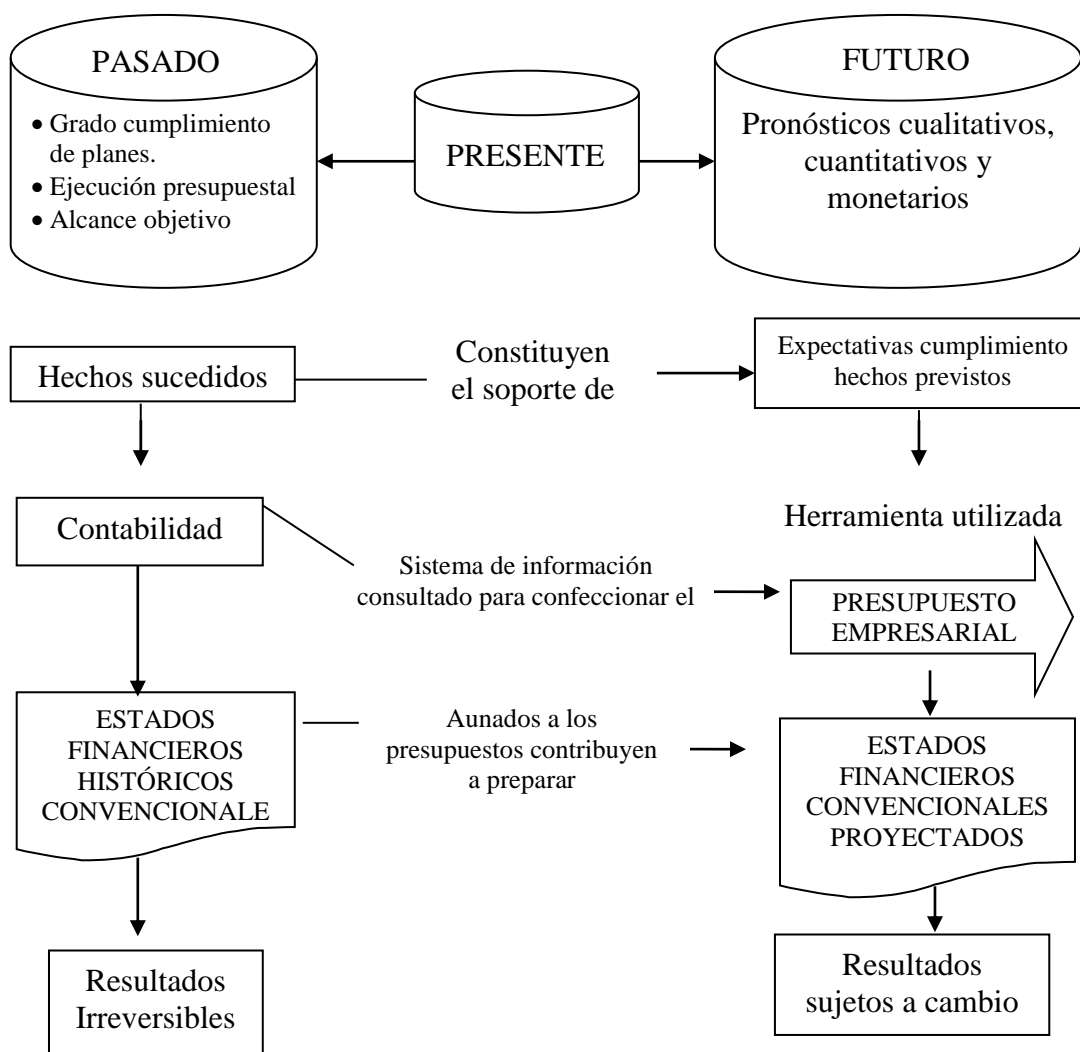 PASADO
• Grado cumplimiento
de planes.
• Ejecución presupuestal
• Alcance objetivo
PRESENTE
FUTURO
Pronósticos cualitativos,
cuantitativos y
monetarios
Hechos sucedidos
Constituyen
el soporte de
Expectativas cumplimiento
hechos previstos
Contabilidad
Sistema de información
consultado para confeccionar el
Herramienta utilizada
PRESUPUESTO
EMPRESARIAL
ESTADOS
FINANCIEROS
HISTÓRICOS
CONVENCIONALE
Aunados a los
presupuestos contribuyen
a preparar
ESTADOS
FINANCIEROS
CONVENCIONALES
PROYECTADOS
Resultados
Irreversibles
Resultados
sujetos a cambio